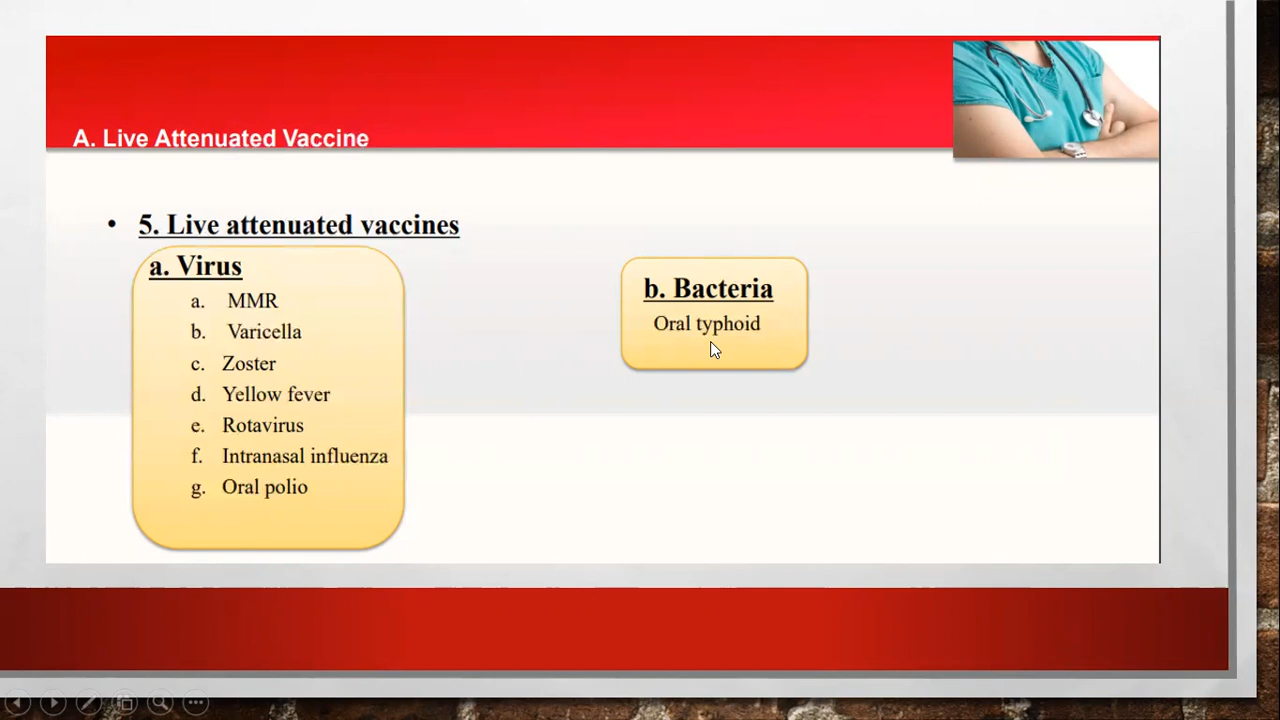 A. Live Attenuated Vaccine
• 5. Live attenuated vaccines
a. Virus
a. MMR
b. Varicella
c. Zoster
d. Yellow fever
e. Rotavirus
f. Intranasal influenza
g. Oral polio
b. Bacteria
Oral typhoid